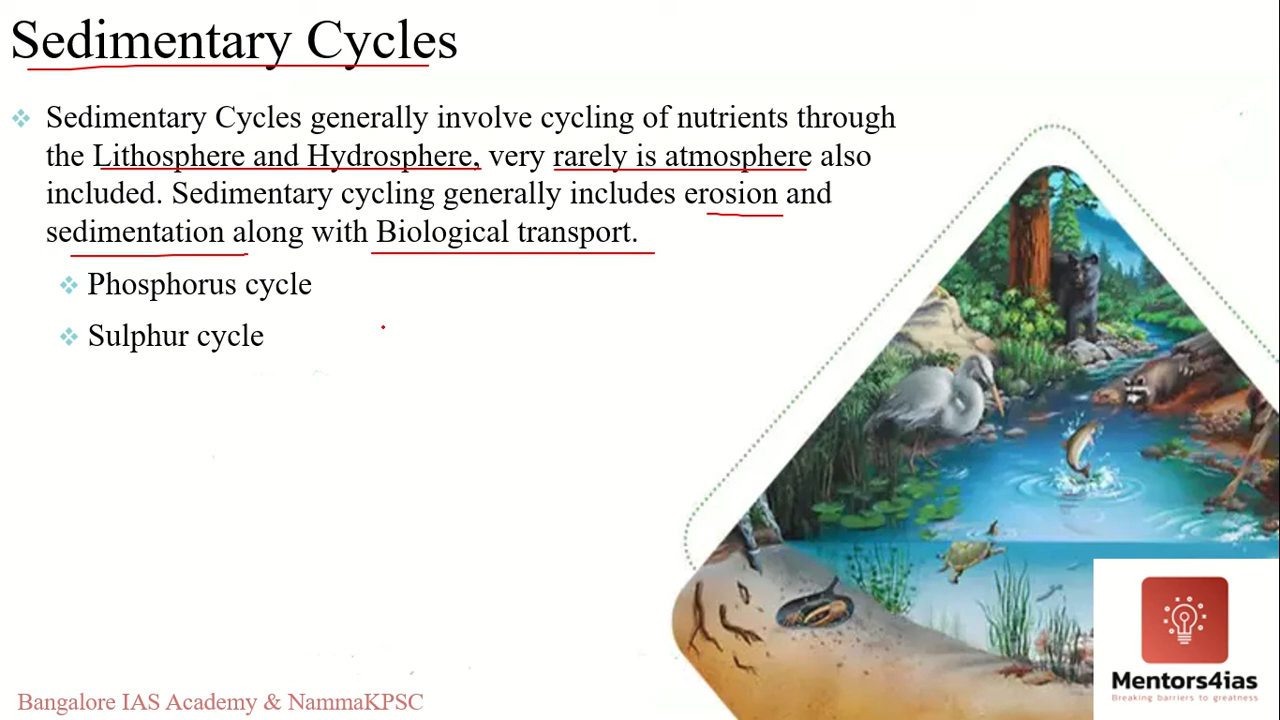 Sedimentary Cycles
Sedimentary Cycles generally involve cycling of nutrients through
the Lithosphere and Hydrosphere, very rarely is atmosphere also
included. Sedimentary cycling generally includes erosion and
sedimentation along with Biological transport.
Phosphorus cycle
Sulphur cycle
Mentors4ias
Breaking barriers to greatness
Bangalore IAS Academy & NammaKPSC